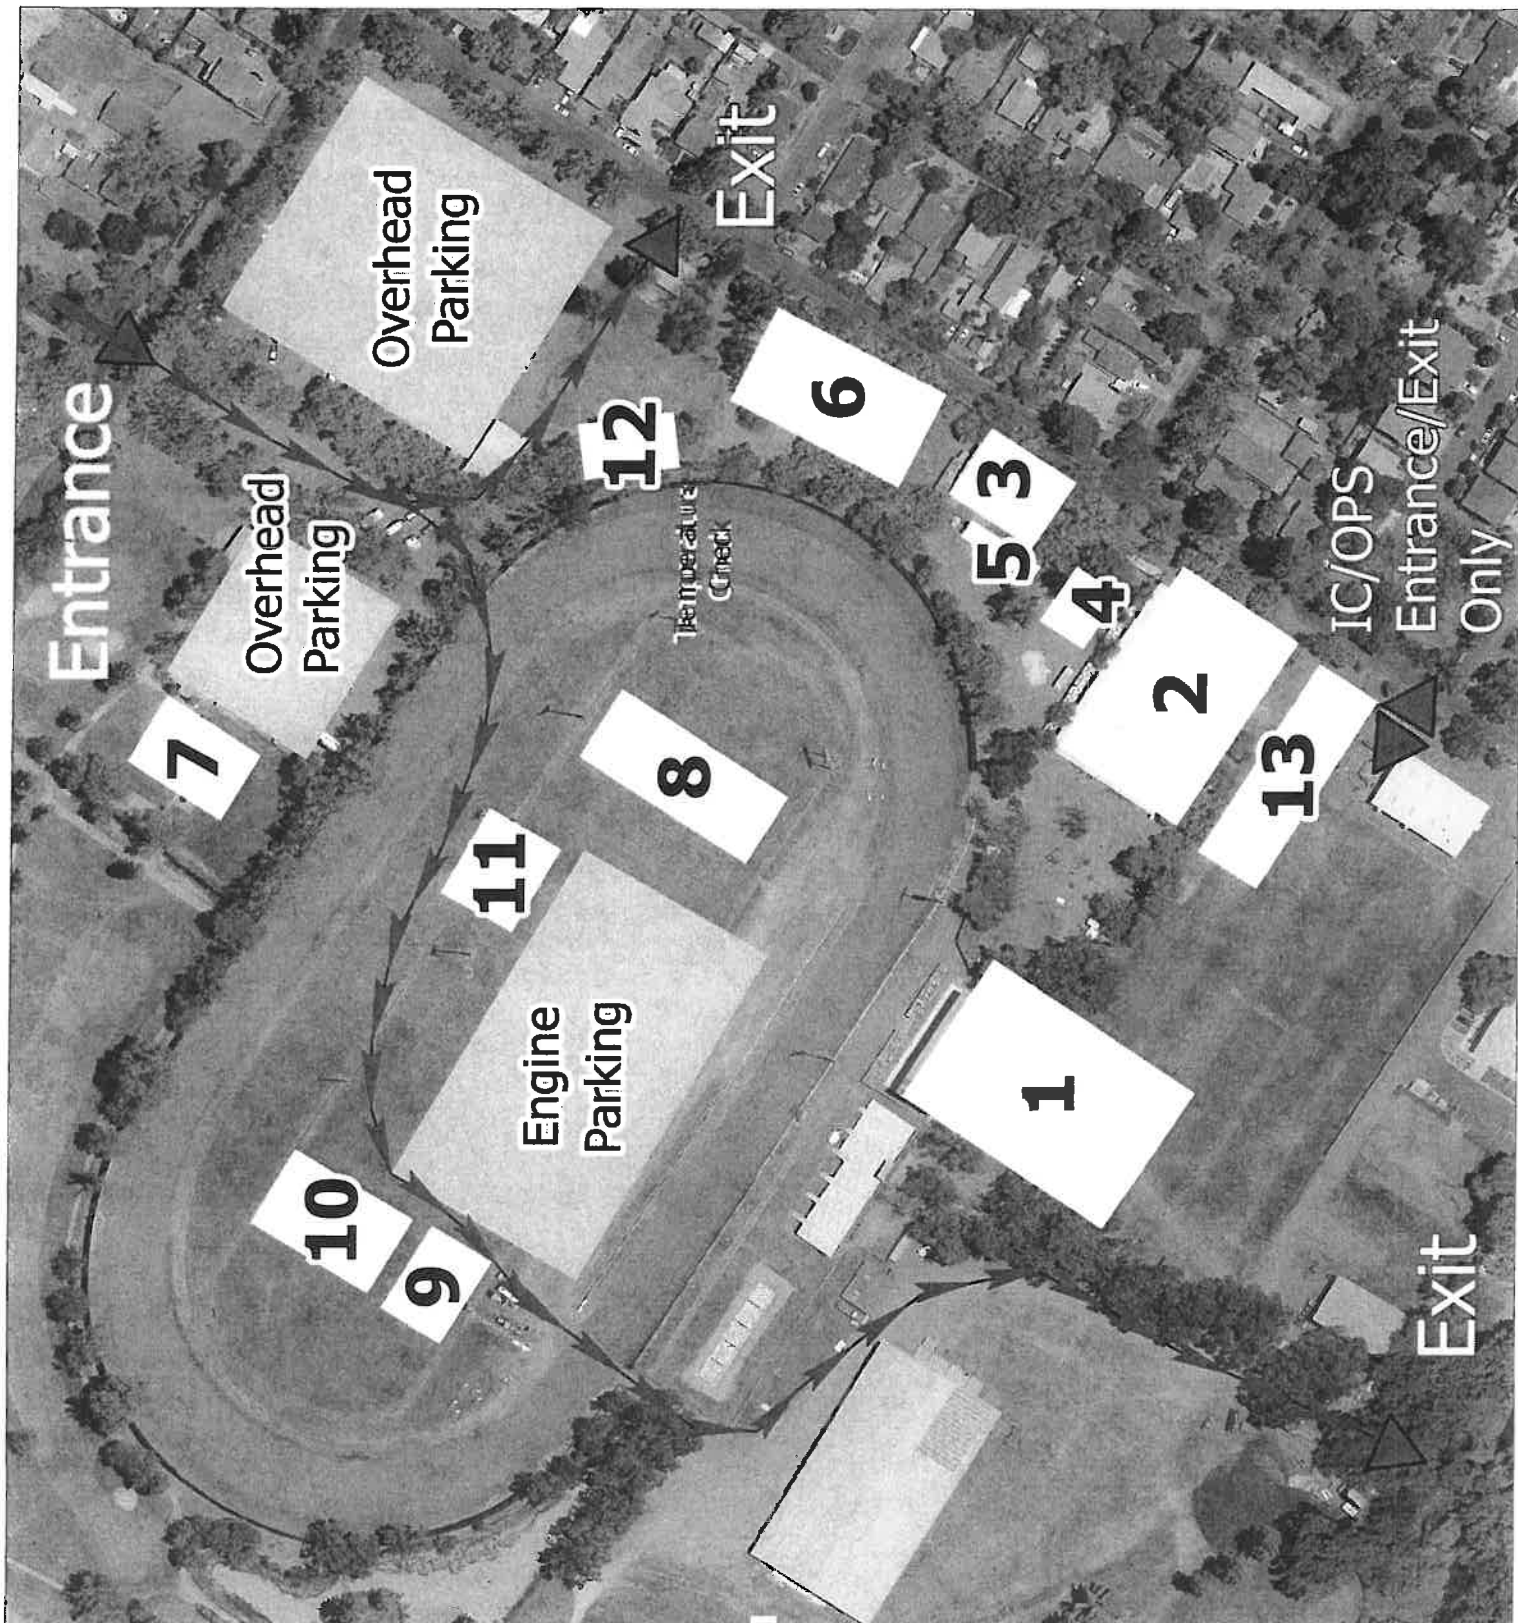 Entrance
Overhead
Parking
Exit
Overhead
Parking
7
12
Temperature
Check
6
3
5
4
8
11
2
IC/OPS
Entrance/Exit
Only
13
Engine
Parking
10
9
1
Exit